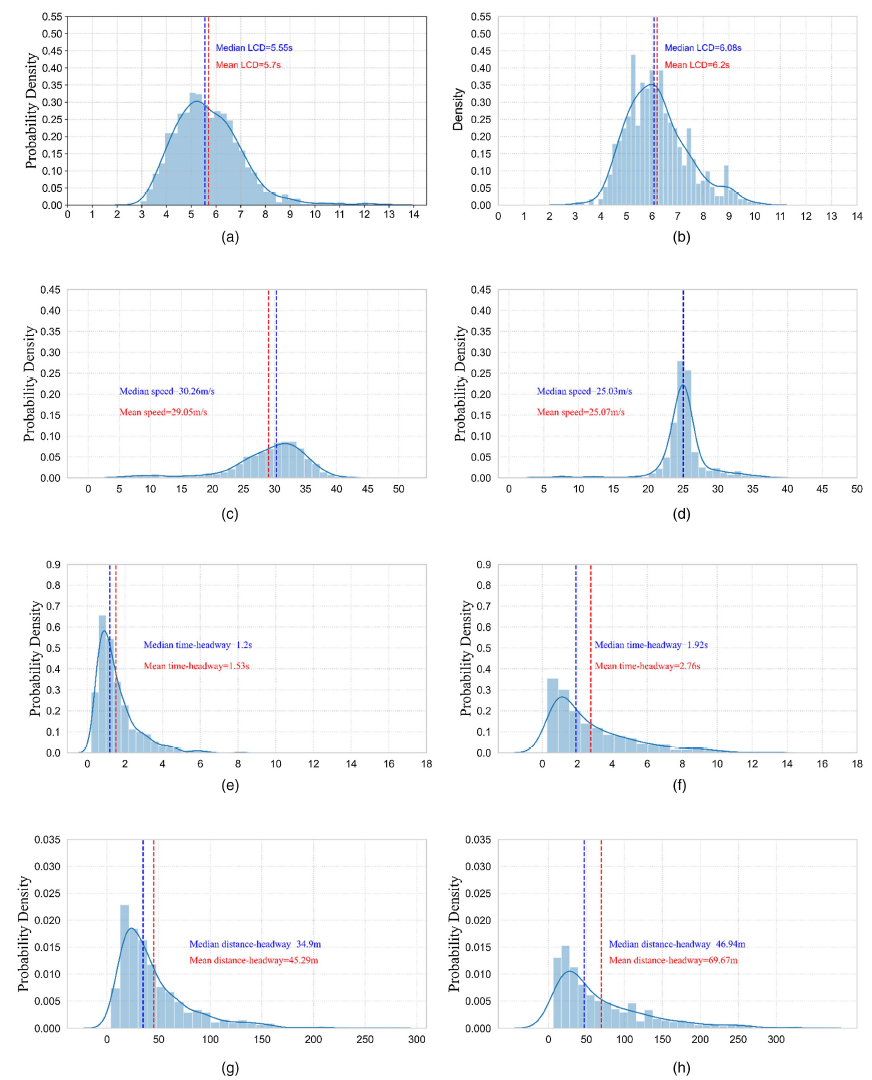 0.55
0.50
0.45
0.40
0.35
0.30
0.25
0.20
0.15
0.10
0.05
0.00
Probability Density
Median LCD=5.55s
Mean LCD=5.7s
0 1 2 3 4 5 6 7 8 9 10 11 12 13 14
(a)
0.55
0.50
0.45
0.40
0.35
0.30
0.25
0.20
0.15
0.10
0.05
0.00
Density
Median LCD=6.08s
Mean LCD=6.2s
0 1 2 3 4 5 6 7 8 9 10 11 12 13 14
(b)
0.45
0.40
0.35
0.30
0.25
0.20
0.15
0.10
0.05
0.00
Probability Density
Median speed=30.26m/s
Mean speed=29.05m/s
0 5 10 15 20 25 30 35 40 45 50
(c)
0.45
0.40
0.35
0.30
0.25
0.20
0.15
0.10
0.05
0.00
Probability Density
Median speed=25.03m/s
Mean speed=25.07m/s
0 5 10 15 20 25 30 35 40 45 50
(d)
0.9
0.8
0.7
0.6
0.5
0.4
0.3
0.2
0.1
0.0
Probability Density
Median time-headway=1.2s
Mean time-headway=1.53s
0 2 4 6 8 10 12 14 16 18
(e)
0.9
0.8
0.7
0.6
0.5
0.4
0.3
0.2
0.1
0.0
Probability Density
Median time-headway=1.92s
Mean time-headway=2.76s
0 2 4 6 8 10 12 14 16 18
(f)
0.035
0.030
0.025
0.020
0.015
0.010
0.005
0.000
Probability Density
Median distance-headway=34.9m
Mean distance-headway=45.29m
0 50 100 150 200 250 300
(g)
0.035
0.030
0.025
0.020
0.015
0.010
0.005
0.000
Probability Density
Median distance-headway=46.94m
Mean distance-headway=69.67m
0 50 100 150 200 250 300
(h)